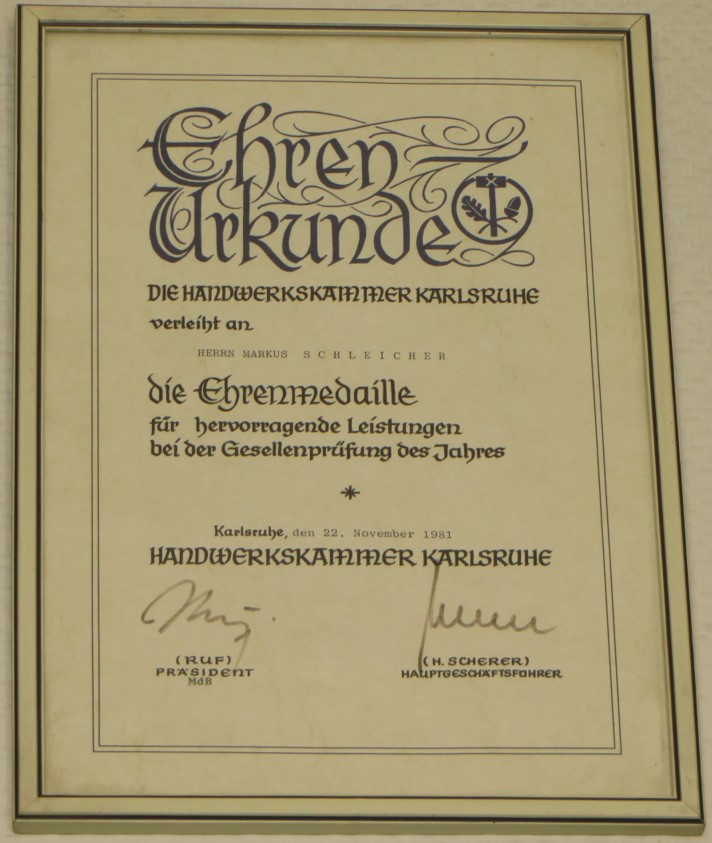 Ehren
Urkunde
DIE HANDWERKSKAMMER KARLSRUHE
verleiht an
HERRN MARKUS SCHLEICHER
die Ehrenmedaille
für hervorragende Leistungen
bei der Gesellenprüfung des Jahres
*
Karlsruhe, den 22. November 1981
HANDWERKSKAMMER KARLSRUHE
(RUF)
PRÄSIDENT
MdB
(H. SCHERER)
HAUPTGESCHÄFTSFÜHRER